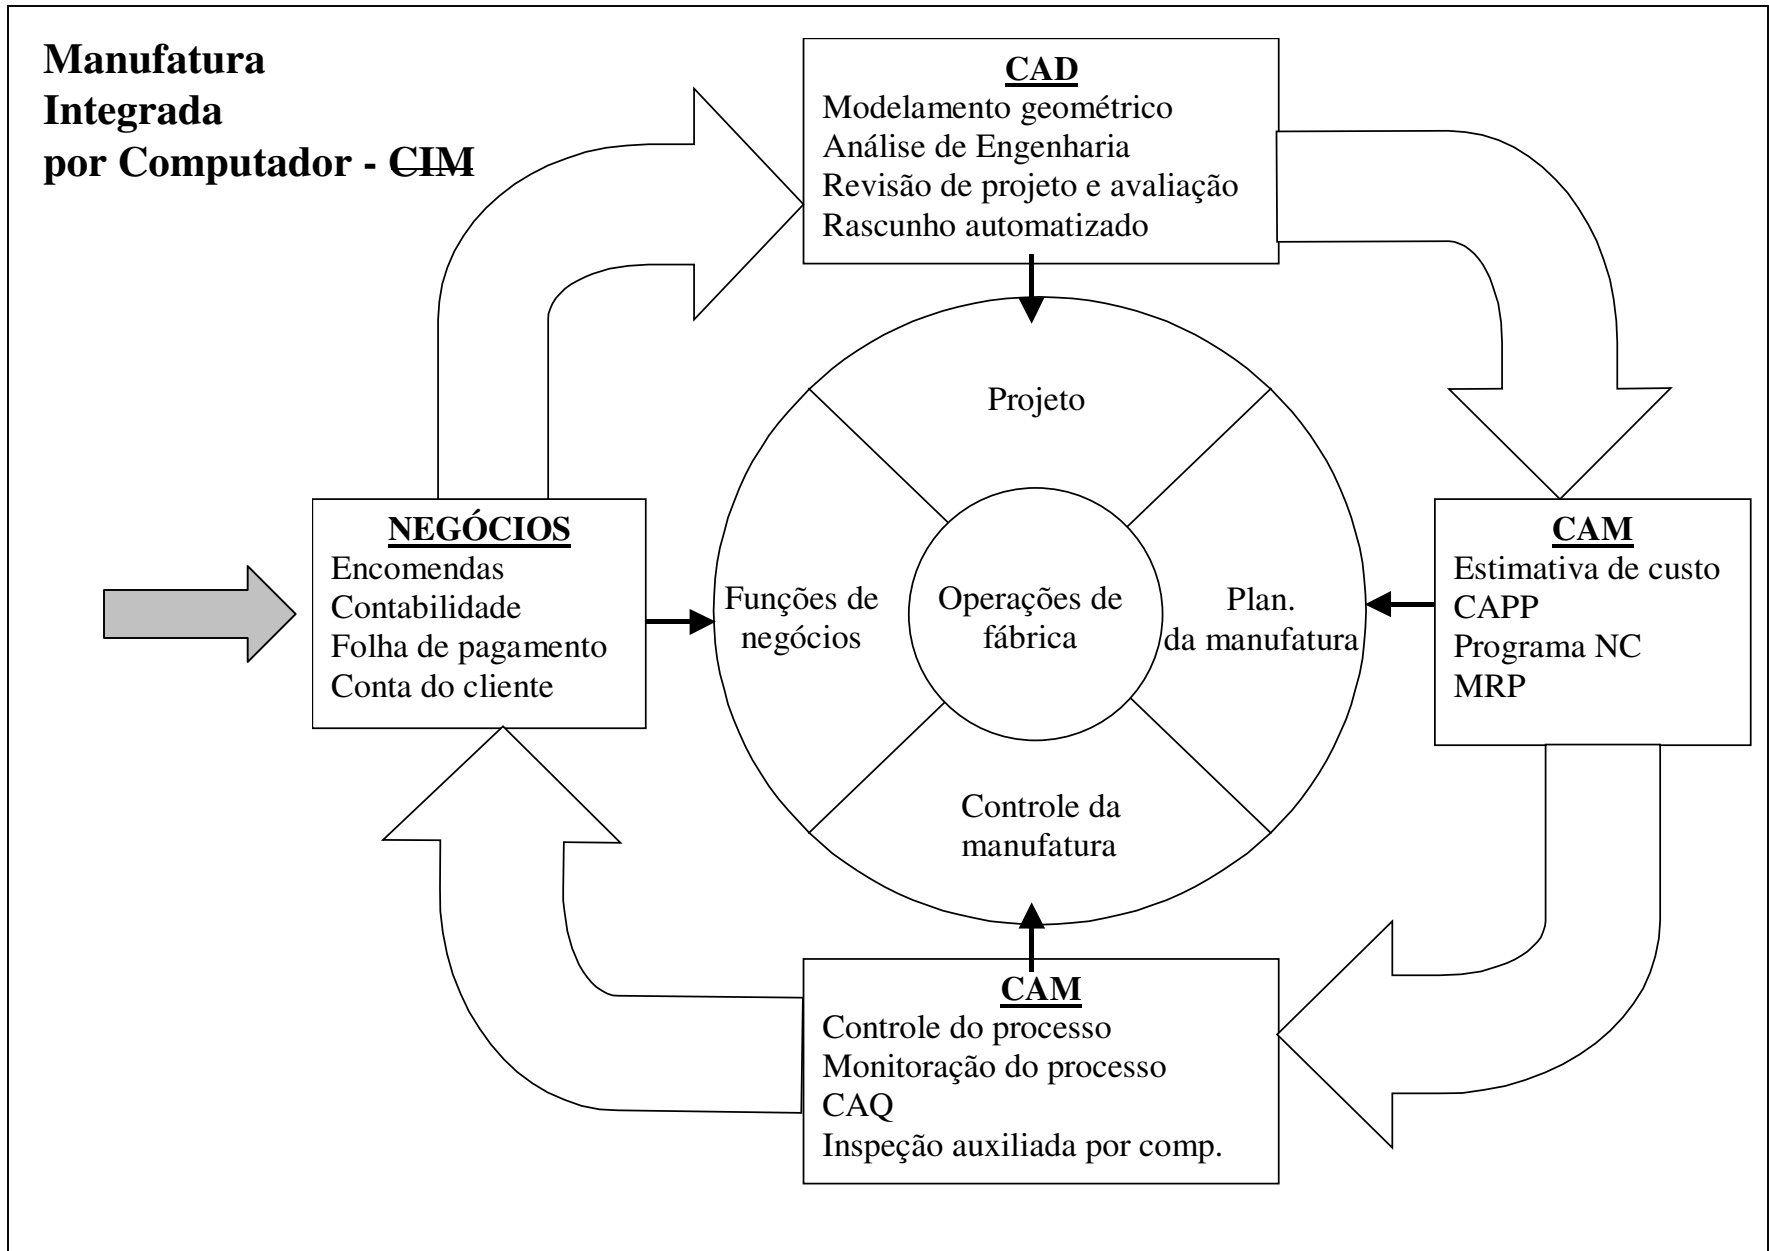 Manufatura
Integrada
por Computador - CIM
CAD
Modelamento geométrico
Análise de Engenharia
Revisão de projeto e avaliação
Rascunho automatizado
Projeto
NEGÓCIOS
Encomendas
Contabilidade
Folha de pagamento
Conta do cliente
Funções de
negócios
Operações de
fábrica
Plan.
da manufatura
CAM
Estimativa de custo
CAPP
Programa NC
MRP
Controle da
manufatura
CAM
Controle do processo
Monitoração do processo
CAQ
Inspeção auxiliada por comp.